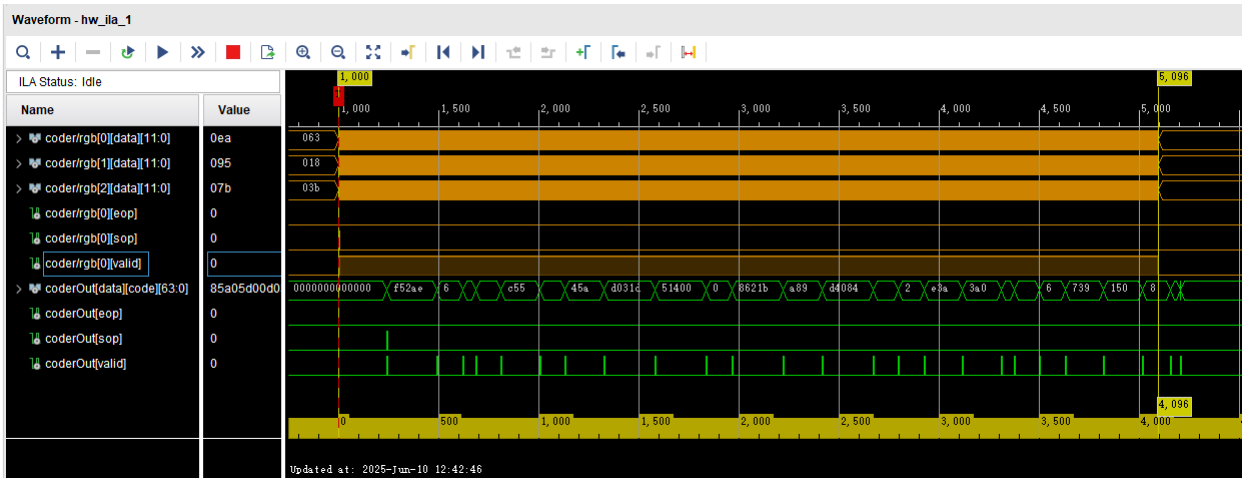 Waveform - hw_ila_1
ILA Status: Idle
Name Value
coder/rgb[0][data][11:0] 0ea
coder/rgb[1][data][11:0] 095
coder/rgb[2][data][11:0] 07b
coder/rgb[0][eop] 0
coder/rgb[0][sop] 0
coder/rgb[0][valid] 0
coderOut[data][code][63:0] 85a05d00d0
coderOut[eop] 0
coderOut[sop] 0
coderOut[valid] 0
1,000 5,096
1,000 1,500 2,000 2,500 3,000 3,500 4,000 4,500 5,000
063
018
03b
0000000000000 f52ae 6 c55 45a d031c 51400 0 8621b a89 d4084 2 e3a 3a0 6 739 150 8
4,096
0 500 1,000 1,500 2,000 2,500 3,000 3,500 4,000
Updated at: 2025-Jun-10 12:42:46